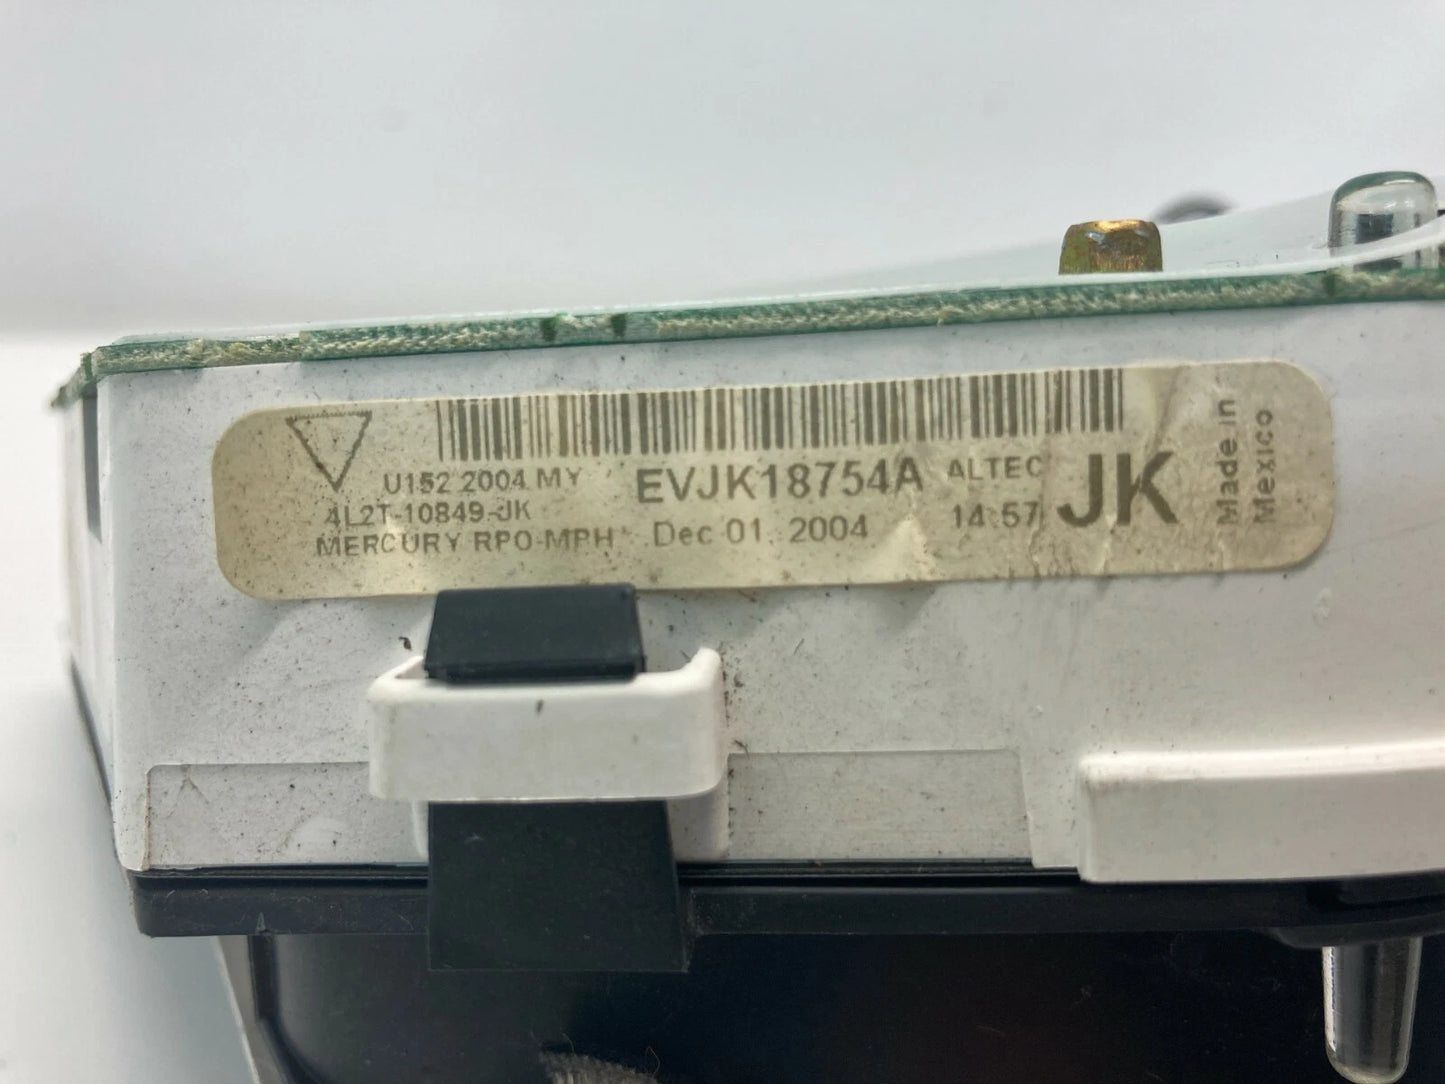 U152 2004 MY EVJK18754A ALTEC
4L2T-10849-JK
MERCURY RPO-MPH Dec 01, 2004 14:57 JK
Made in
Mexico